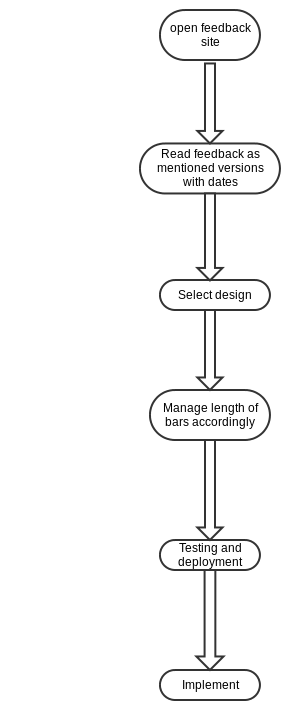 open feedback
site
Read feedback as
mentioned versions
with dates
Select design
Manage length of
bars accordingly
Testing and
deployment
Implement